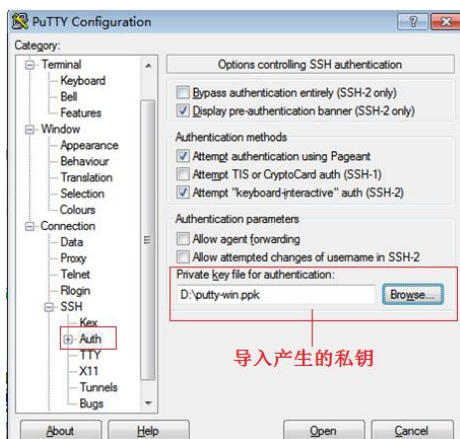 PuTTY Configuration
Category:
Terminal
Keyboard
Bell
Features
Window
Appearance
Behaviour
Translation
Selection
Colours
Connection
Data
Proxy
Telnet
Rlogin
SSH
Kex
Auth
TTY
X11
Tunnels
Bugs
Options controlling SSH authentication
Bypass authentication entirely (SSH-2 only)
Display pre-authentication banner (SSH-2 only)
Authentication methods
Attempt authentication using Pageant
Attempt TIS or CryptoCard auth (SSH-1)
Attempt "keyboard-interactive" auth (SSH-2)
Authentication parameters
Allow agent forwarding
Allow attempted changes of username in SSH-2
Private key file for authentication:
D:\putty-win.ppk
Browse...
导入产生的私钥
About
Help
Open
Cancel